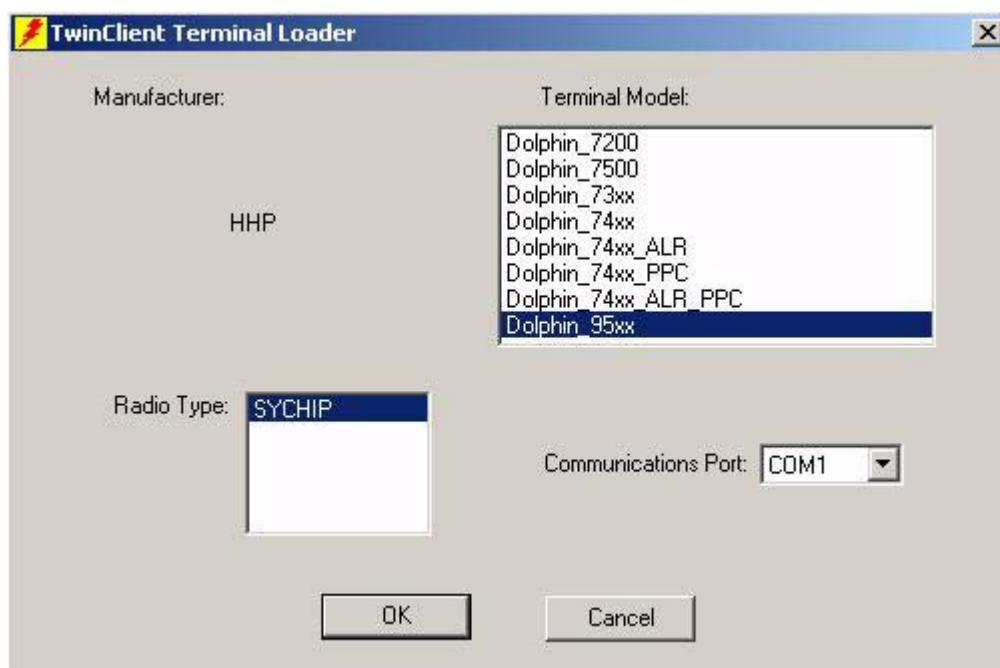 TwinClient Terminal Loader
Manufacturer:
Terminal Model:
HHP
Dolphin_7200
Dolphin_7500
Dolphin_73xx
Dolphin_74xx
Dolphin_74xx_ALR
Dolphin_74xx_PPC
Dolphin_74xx_ALR_PPC
Dolphin_95xx
Radio Type:
SYCHIP
Communications Port:
COM1
OK
Cancel